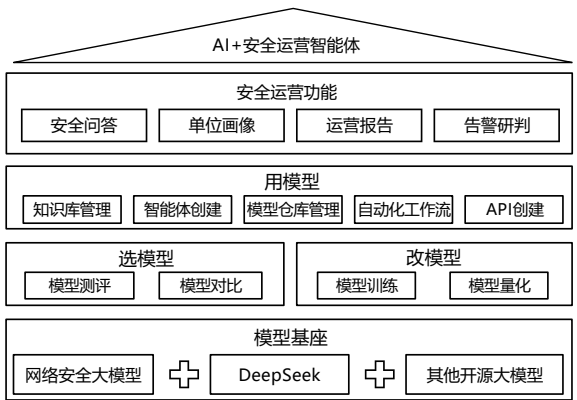 AI+安全运营智能体
安全运营功能
安全问答 单位画像 运营报告 告警研判
用模型
知识库管理 智能体创建 模型仓库管理 自动化工作流 API创建
选模型 改模型
模型测评 模型对比 模型训练 模型量化
模型基座
网络安全大模型 DeepSeek 其他开源大模型